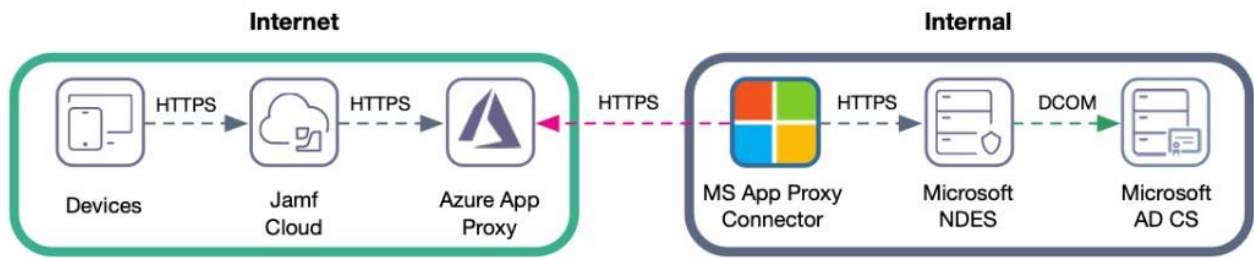 Internet
Internal
HTTPS
HTTPS
HTTPS
HTTPS
DCOM
Devices
Jamf
Cloud
Azure App
Proxy
MS App Proxy
Connector
Microsoft
NDES
Microsoft
AD CS